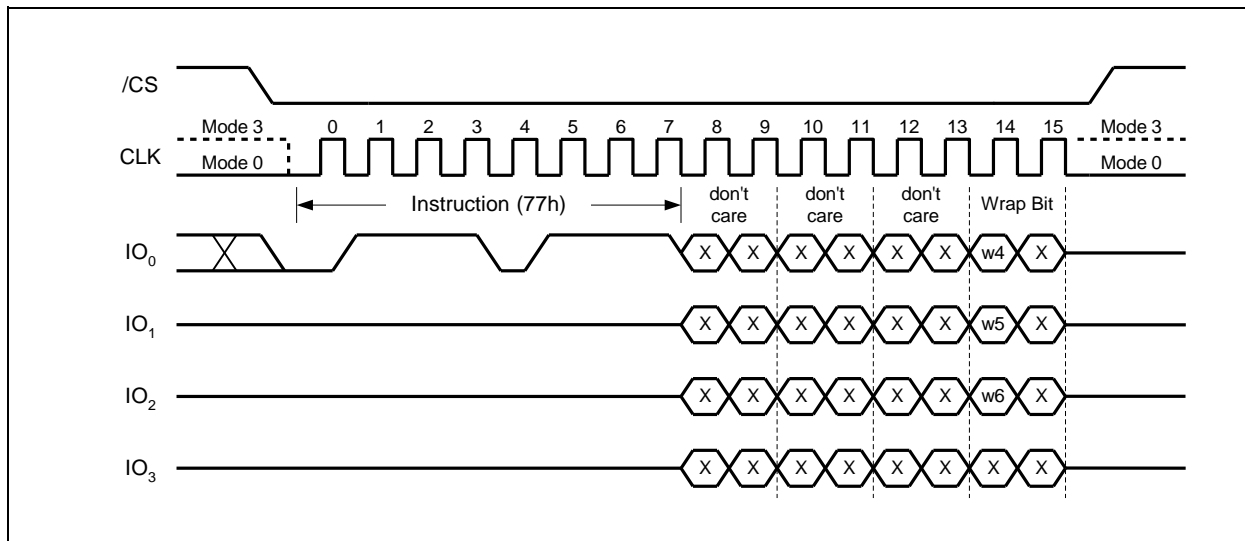 /CS
Mode 3 0 1 2 3 4 5 6 7 8 9 10 11 12 13 14 15 Mode 3
CLK Mode 0 Mode 0
Instruction (77h) don't care don't care don't care Wrap Bit
IO0 X X X X X X w4 X
IO1 X X X X X X w5 X
IO2 X X X X X X w6 X
IO3 X X X X X X X X